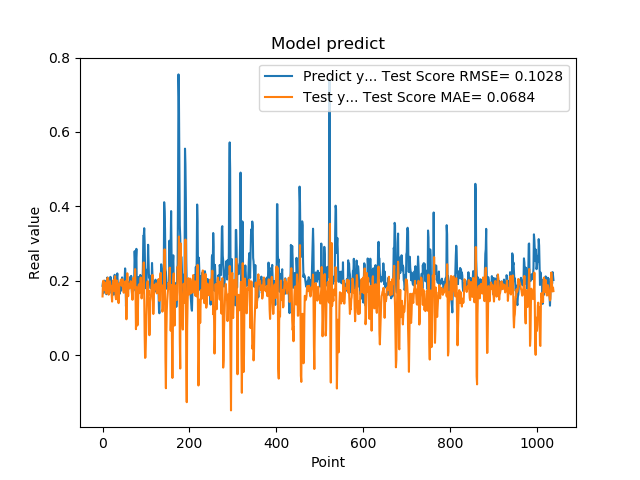 Model predict
Predict y... Test Score RMSE= 0.1028
Test y... Test Score MAE= 0.0684
0.8
0.6
0.4
0.2
0.0
Real value
0 200 400 600 800 1000
Point